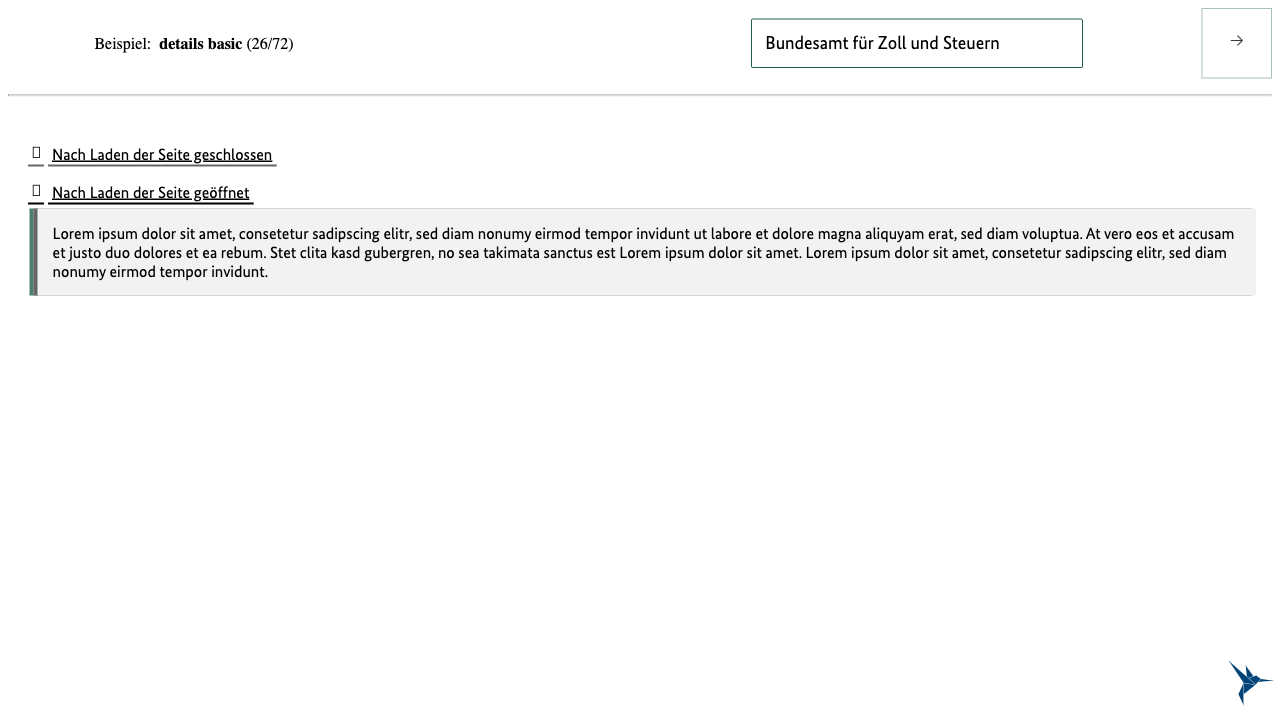 Beispiel: details basic (26/72)
Bundesamt für Zoll und Steuern
Nach Laden der Seite geschlossen
Nach Laden der Seite geöffnet
Lorem ipsum dolor sit amet, consetetur sadipscing elitr, sed diam nonumy eirmod tempor invidunt ut labore et dolore magna aliquyam erat, sed diam voluptua. At vero eos et accusam
et justo duo dolores et ea rebum. Stet clita kasd gubergren, no sea takimata sanctus est Lorem ipsum dolor sit amet. Lorem ipsum dolor sit amet, consetetur sadipscing elitr, sed diam
nonumy eirmod tempor invidunt.